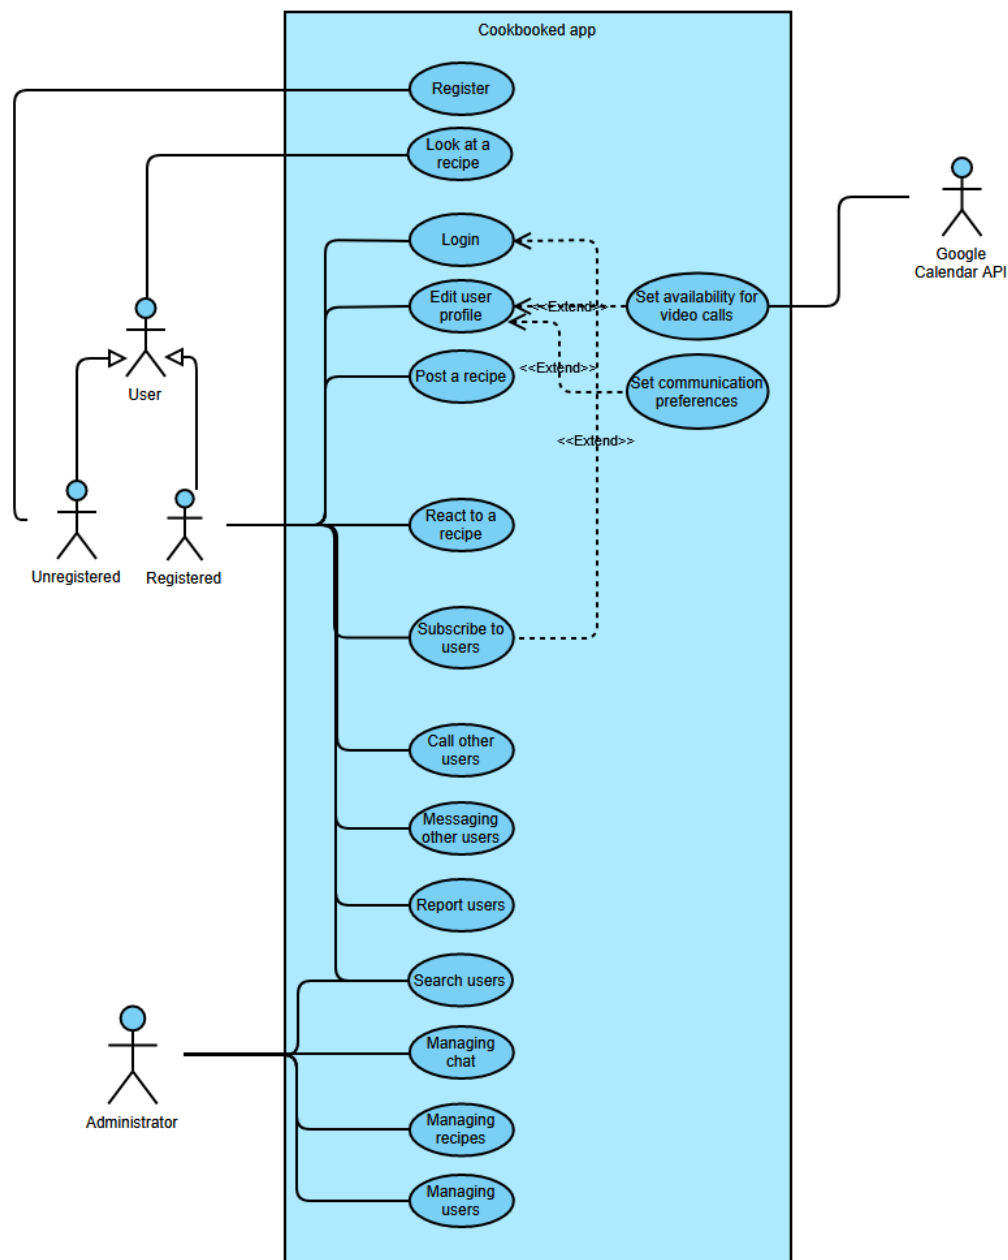 Cookbooked app
Register
Look at a
recipe
Login
Google
Calendar API
Edit user
profile
<<Extend>>
Set availability for
video calls
User
Post a recipe
<<Extend>>
Set communication
preferences
<<Extend>>
React to a
recipe
Unregistered
Registered
Subscribe to
users
Call other
users
Messaging
other users
Report users
Search users
Managing
chat
Administrator
Managing
recipes
Managing
users